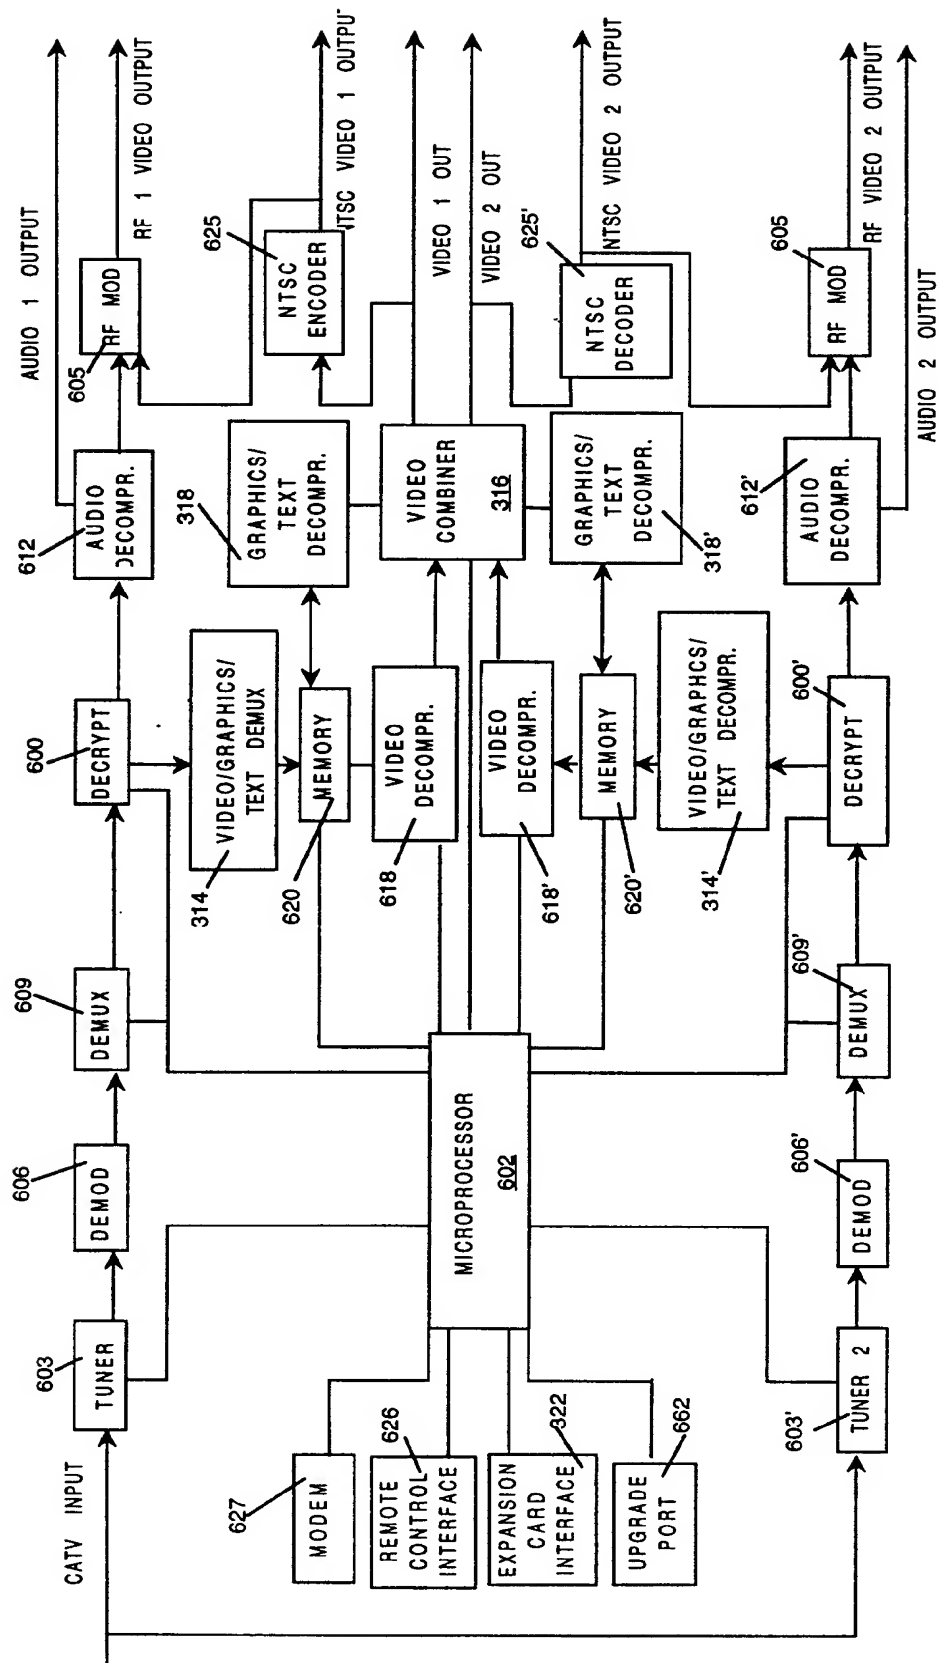 CATV INPUT
603
TUNER
606
DEMOD
609
DEMUX
600
DECRYPT
612
AUDIO
DECOMPR.
605
RF MOD
AUDIO 1 OUTPUT
RF 1 VIDEO OUTPUT
314
VIDEO/GRAPHICS/
TEXT DEMUX
318
GRAPHICS/
TEXT
DECOMPR.
625
NTSC
ENCODER
NTSC VIDEO 1 OUTPUT
627
MODEM
620
MEMORY
626
REMOTE
CONTROL
INTERFACE
618
VIDEO
DECOMPR.
VIDEO
COMBINER
316
VIDEO 1 OUT
VIDEO 2 OUT
MICROPROCESSOR
602
322
EXPANSION
CARD
INTERFACE
618'
VIDEO
DECOMPR.
318'
GRAPHICS/
TEXT
DECOMPR.
625'
NTSC
DECODER
NTSC VIDEO 2 OUTPUT
662
UPGRADE
PORT
620'
MEMORY
314'
VIDEO/GRAPHCS/
TEXT DECOMPR.
603'
TUNER 2
606'
DEMOD
609'
DEMUX
600'
DECRYPT
612'
AUDIO
DECOMPR.
605
RF MOD
RF VIDEO 2 OUTPUT
AUDIO 2 OUTPUT